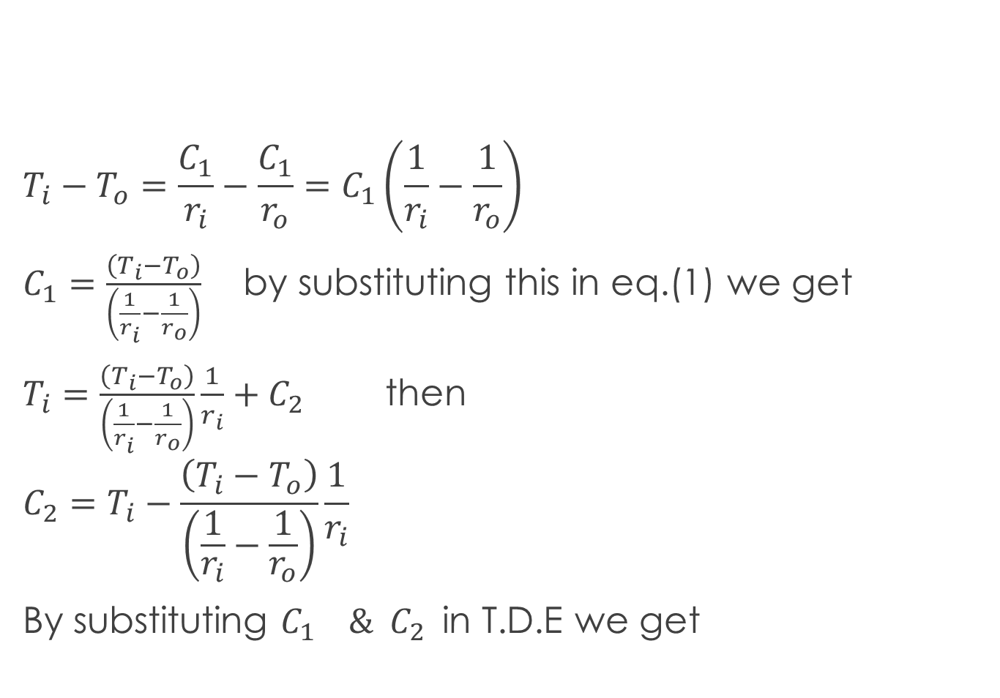 $T_i - T_o = \frac{C_1}{r_i} - \frac{C_1}{r_o} = C_1 \left( \frac{1}{r_i} - \frac{1}{r_o} \right)$
$C_1 = \frac{(T_i - T_o)}{\left( \frac{1}{r_i} - \frac{1}{r_o} \right)}$ by substituting this in eq.(1) we get
$T_i = \frac{(T_i - T_o)}{\left( \frac{1}{r_i} - \frac{1}{r_o} \right)} \frac{1}{r_i} + C_2$ then
$C_2 = T_i - \frac{(T_i - T_o)}{\left( \frac{1}{r_i} - \frac{1}{r_o} \right)} \frac{1}{r_i}$
By substituting $C_1$ & $C_2$ in T.D.E we get